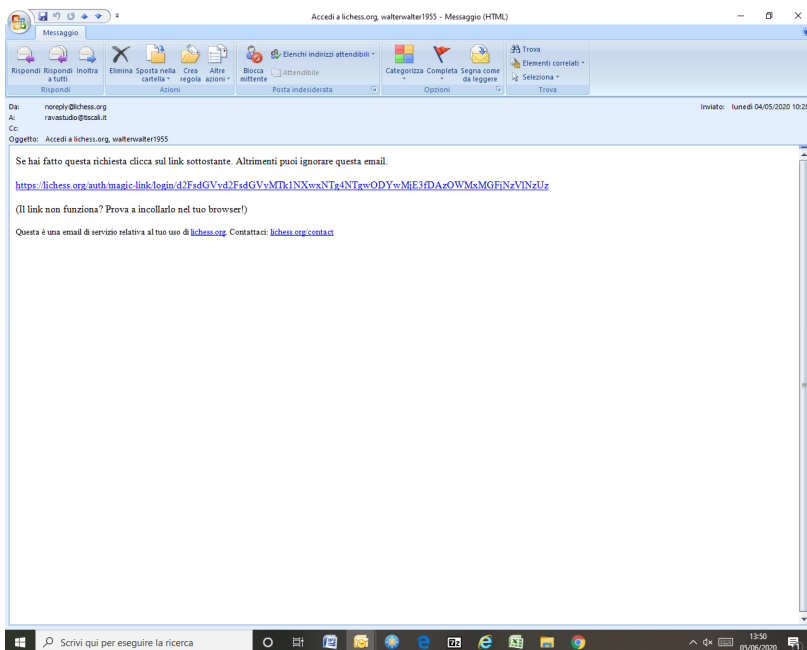 Accedi a lichess.org, walterwalter1955 - Messaggio (HTML)
Messaggio
Rispondi Rispondi a tutti Inoltra Elimina Sposta nella cartella Crea regola Altre azioni Blocca mittente Elenchi indirizzi attendibili Attendibile Categorizza Completa Segna come da leggere Trova Elementi correlati Seleziona
Rispondi Azioni Posta indesiderata Opzioni Trova
Da: noreply@lichess.org Inviato: lunedì 04/05/2020 10:28
A: ravastudio@tiscali.it
Cc:
Oggetto: Accedi a lichess.org, walterwalter1955
Se hai fatto questa richiesta clicca sul link sottostante. Altrimenti puoi ignorare questa email.
https://lichess.org/auth/magic-link/login/d2FsdGVyd2FsdGVyMTk1NXwxNTg4NTgwODYwMjE3fDAzOWMxMGFjNzVlNzUz
(Il link non funziona? Prova a incollarlo nel tuo browser!)
Questa è una email di servizio relativa al tuo uso di lichess.org. Contattaci: lichess.org/contact
Scrivi qui per eseguire la ricerca
7z
13:50
05/06/2020